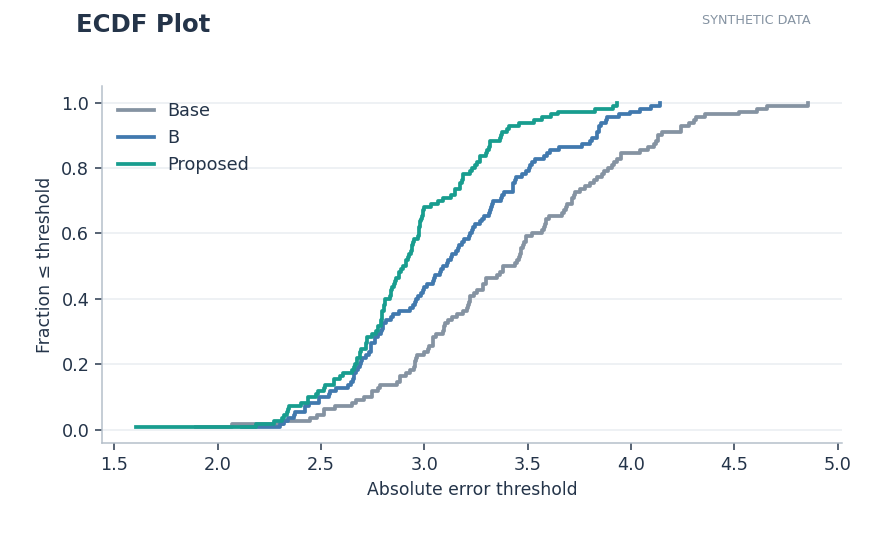 ECDF Plot
SYNTHETIC DATA
Base
B
Proposed
Fraction ≤ threshold
1.0
0.8
0.6
0.4
0.2
0.0
1.5 2.0 2.5 3.0 3.5 4.0 4.5 5.0
Absolute error threshold